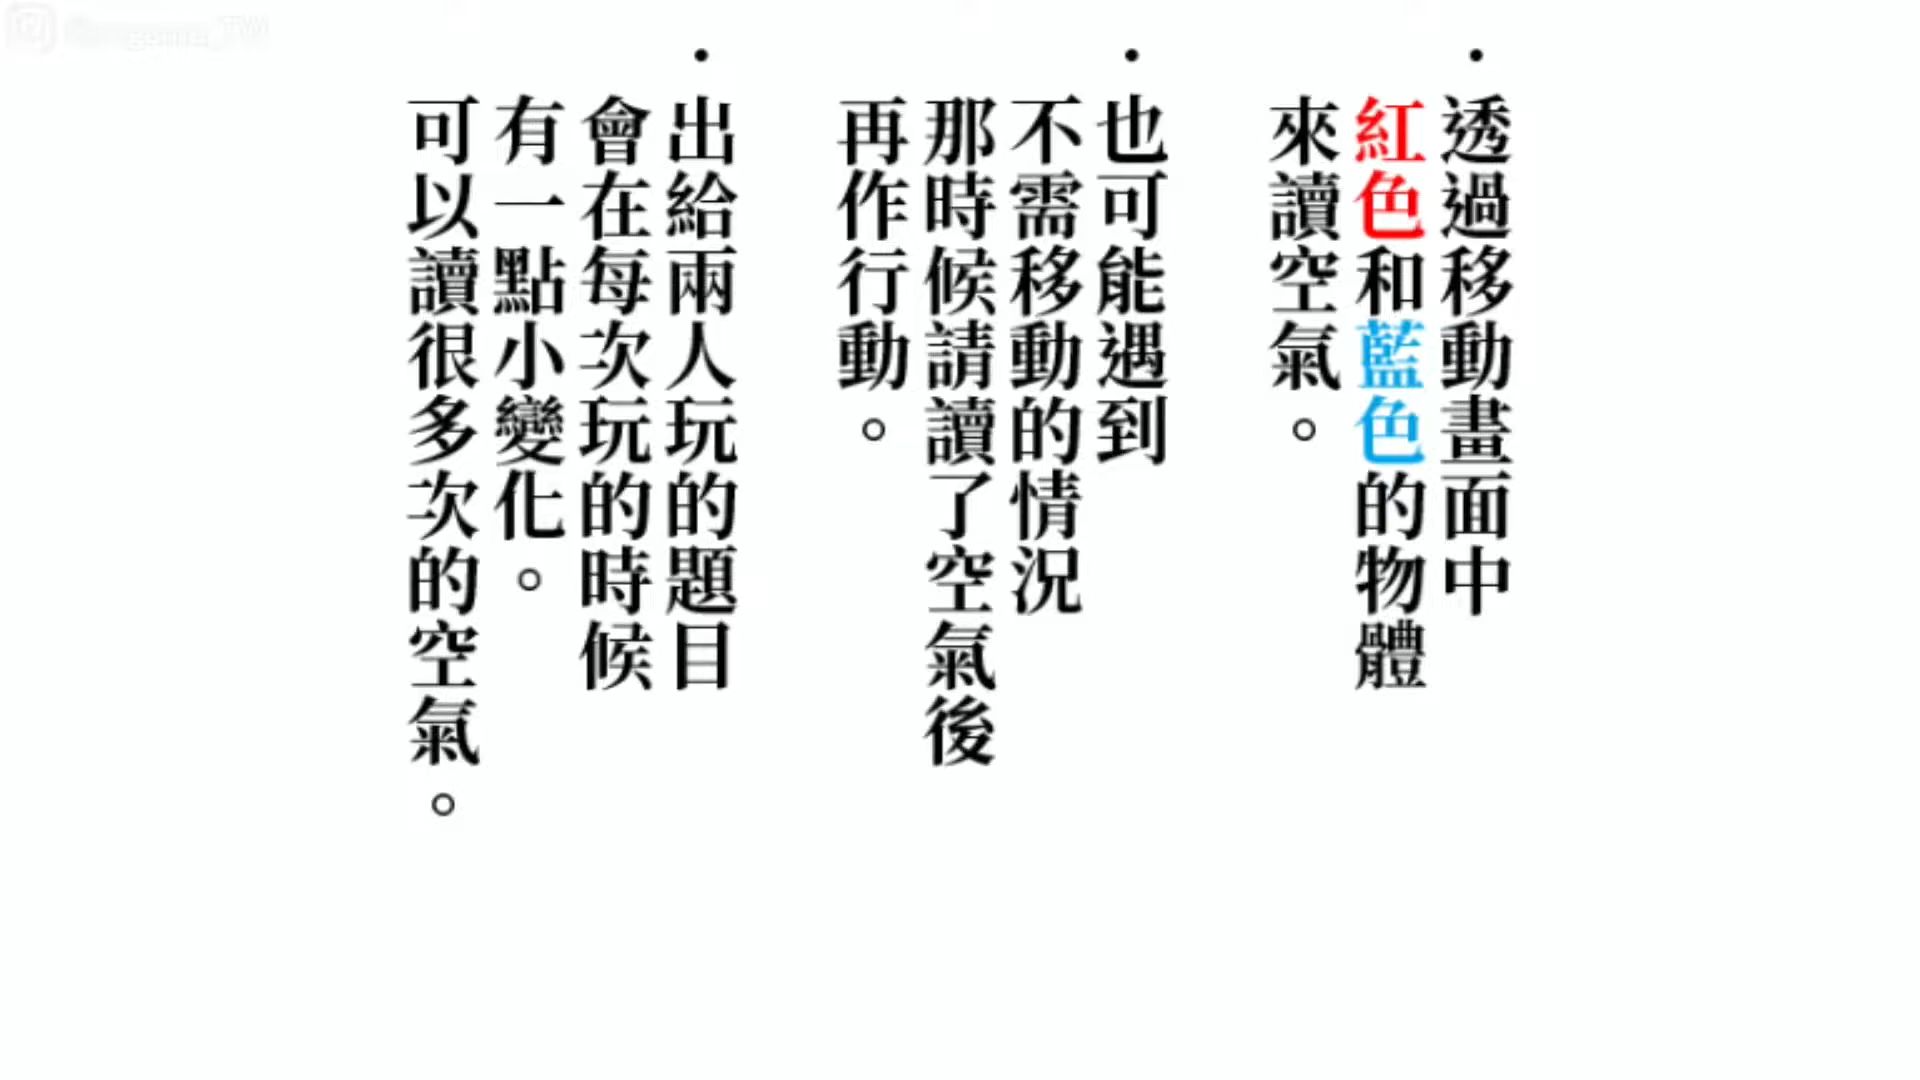 ・透過移動畫面中
紅色和藍色的物體
來讀空氣。
・也可能遇到
不需移動的情況
那時候請讀了空氣後
再作行動。
・出給兩人玩的題目
會在每次玩的時候
有一點小變化。
可以讀很多次的空氣。